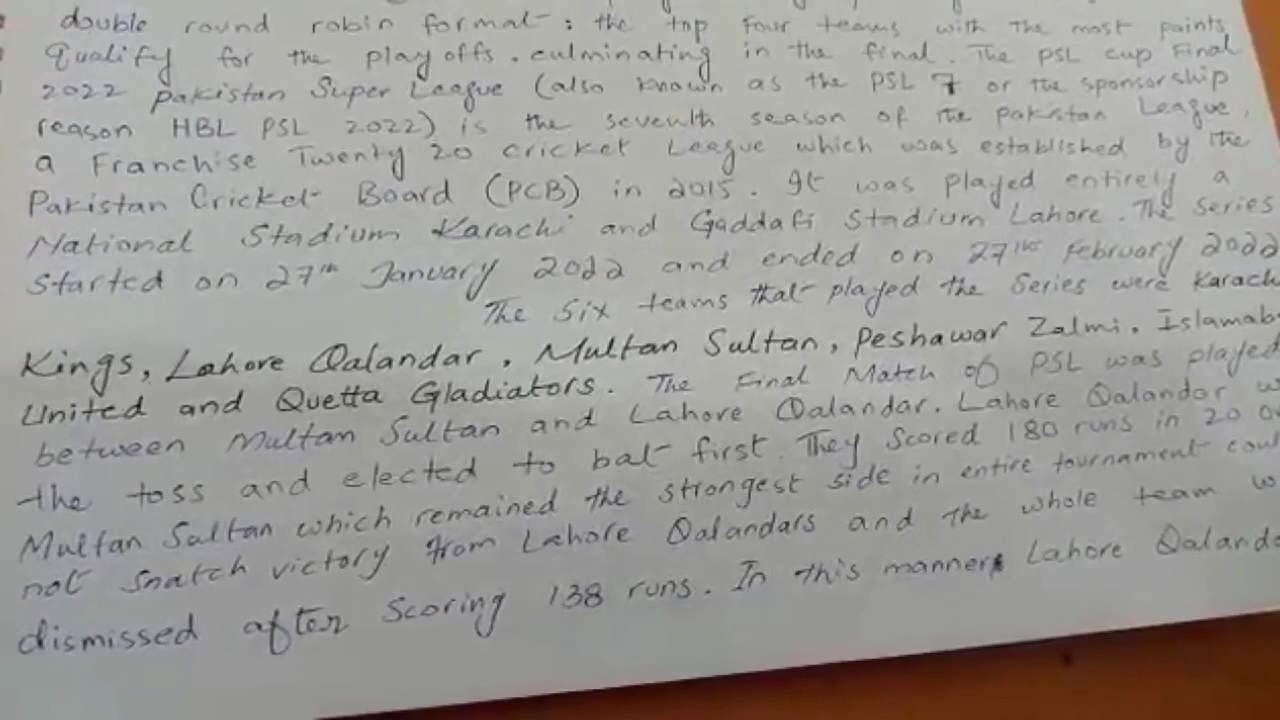 double round robin format : the top Four teams with the most points
Qualify for the play offs . culminating in the final . The PSL cup Final
2022 pakistan Super League (also known as the PSL 7 or the sponsorship
reason HBL PSL 2022) is the seventh season of the pakistan League,
a Franchise Twenty 20 cricket League which was established by the
Pakistan Cricket Board (PCB) in 2015 . It was played entirely a
National Stadium Karachi and Gaddafi Stadium Lahore . The Series
Started on 27th January 2022 and ended on 27th February 2022
The Six teams that played the Series were Karach
Kings, Lahore Qalandar , Multan Sultan, Peshawar Zalmi. Islamab
United and Quetta Gladiators. The Final Match of PSL was played
between Multan Sultan and Lahore Qalandar. Lahore Qalandar w
the toss and elected to bat first. They Scored 180 runs in 20 Ov
Multan Sultan which remained the strongest side in entire tournament coul
not Snatch victory from Lahore Qalandars and the whole team w
dismissed after Scoring 138 runs. In this manner Lahore Qaland